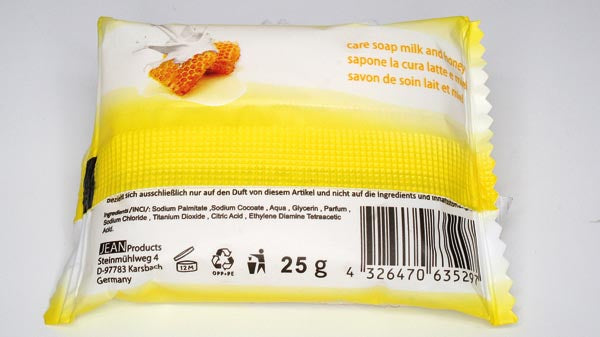 care soap milk and honey
sapone la cura latte e miel
savon de soin lait et miel
bezieht sich ausschließlich nur auf den Duft von diesem Artikel und nicht auf die Ingredients und
Ingredients/INCI/: Sodium Palmitate ,Sodium Cocoate , Aqua , Glycerin , Parfum ,
Sodium Chloride , Titanium Dioxide , Citric Acid , Ethylene Diamine Tetraacetic
Acid.
JEAN Products
Steinmühlweg 4
D-97783 Karsbach
Germany
12M
OPP+PE
25 g
4 326470 635297